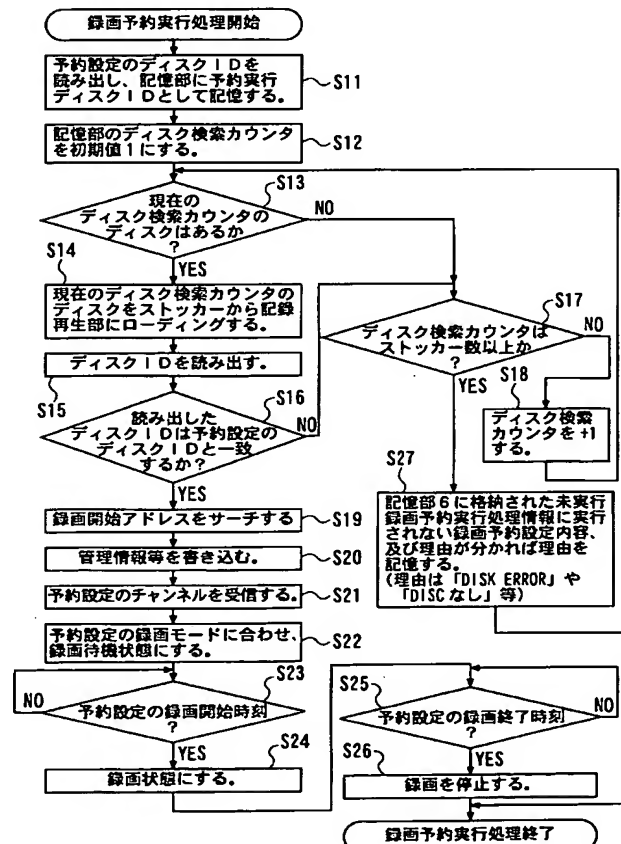 録画予約実行処理開始
予約設定のディスクIDを
読み出し、記憶部に予約実行
ディスクIDとして記憶する。
S11
記憶部のディスク検索カウンタ
を初期値1にする。
S12
S13
現在の
ディスク検索カウンタの
ディスクはあるか
?
NO
YES
S14
現在のディスク検索カウンタの
ディスクをストッカーから記録
再生部にローディングする。
ディスクIDを読み出す。
S15
S16
読み出した
ディスクIDは予約設定の
ディスクIDと一致
するか?
NO
YES
S17
ディスク検索カウンタは
ストッカー数以上か
?
NO
YES
S18
ディスク検索
カウンタを+1
する。
S27
記憶部6に格納された未実行
録画予約実行処理情報に実行
されない録画予約設定内容、
及び理由が分かれば理由を
記憶する。
(理由は「DISK ERROR」や
「DISCなし」等)
録画開始アドレスをサーチする
S19
管理情報等を書き込む。
S20
予約設定のチャンネルを受信する。
S21
予約設定の録画モードに合わせ、
録画待機状態にする。
S22
S23
NO
予約設定の録画開始時刻
?
YES
S24
録画状態にする。
S25
予約設定の録画終了時刻
?
NO
YES
S26
録画を停止する。
録画予約実行処理終了